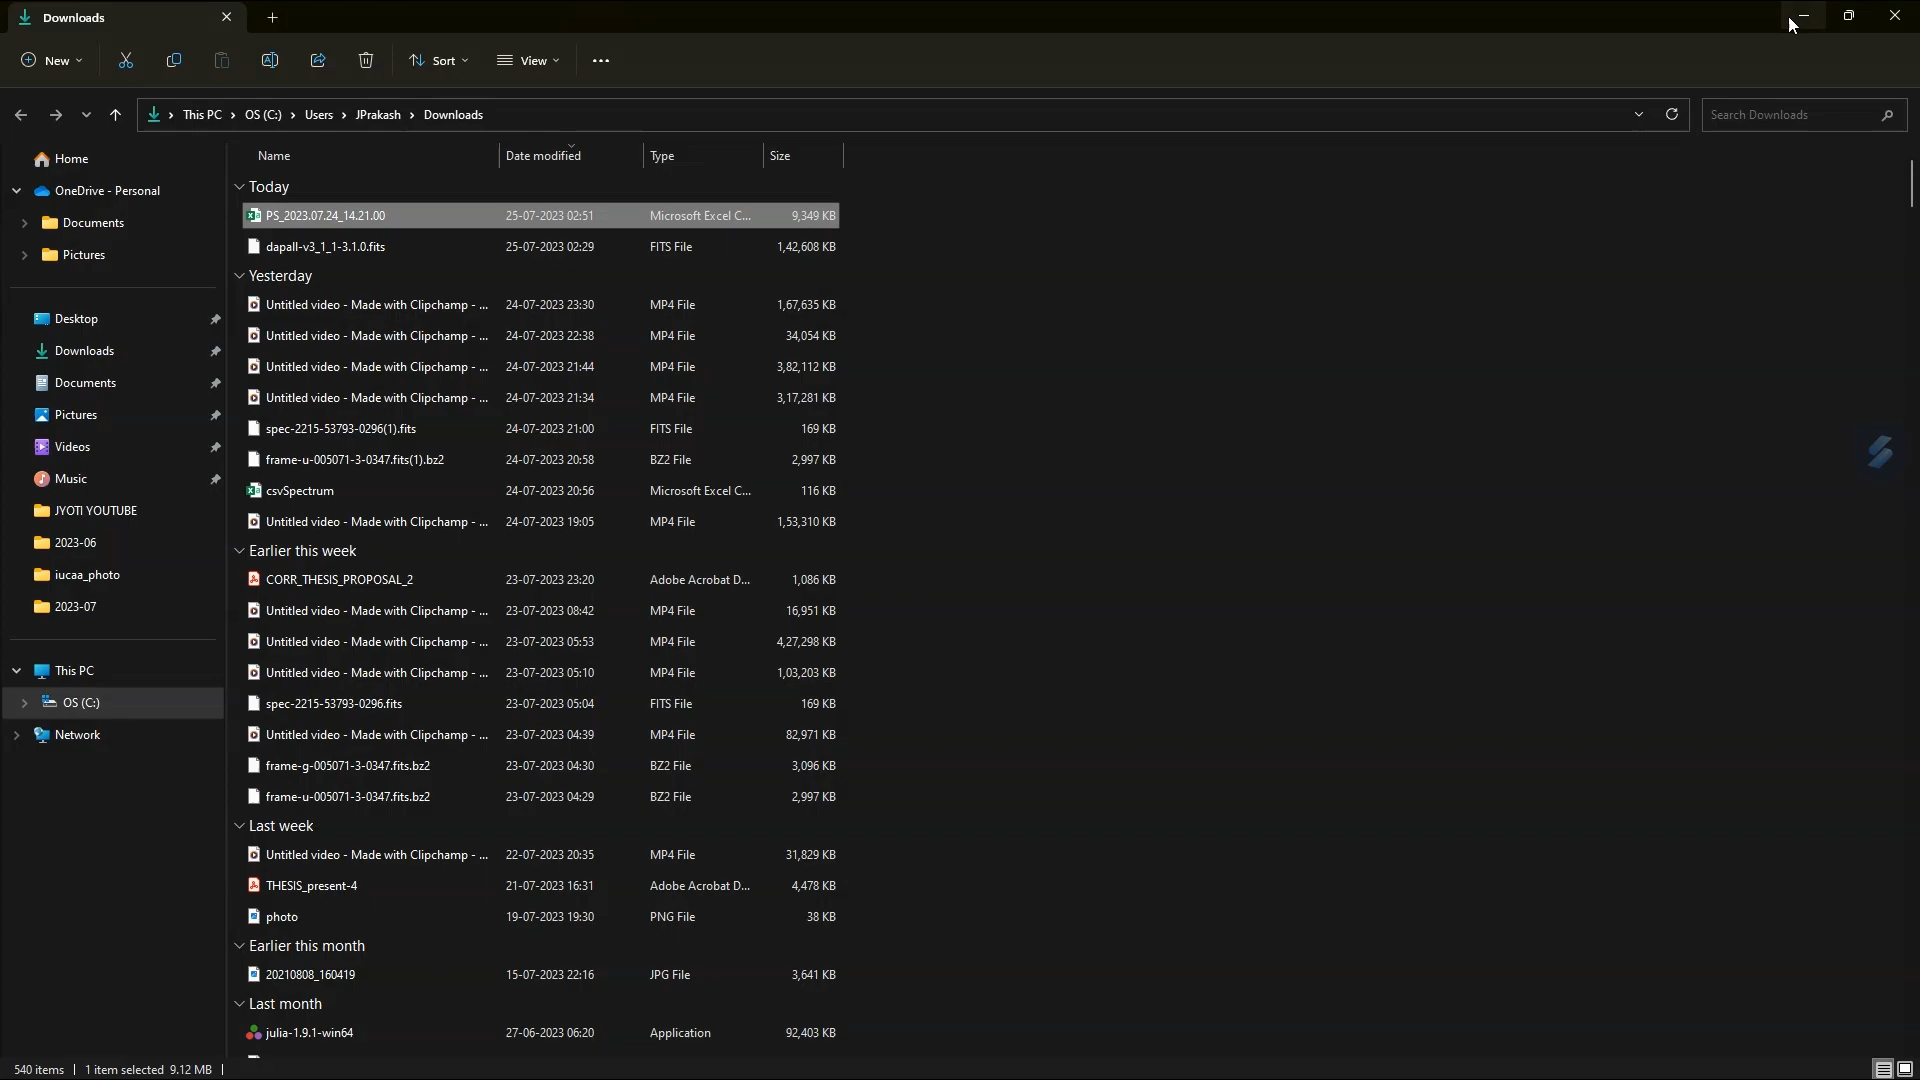 Downloads
New
Sort
View
This PC > OS (C:) > Users > JPrakash > Downloads
Search Downloads
Home
OneDrive - Personal
Documents
Pictures
Desktop
Downloads
Documents
Pictures
Videos
Music
JYOTI YOUTUBE
2023-06
iucaa_photo
2023-07
This PC
OS (C:)
Network
Name Date modified Type Size
Today
PS_2023.07.24_14.21.00 25-07-2023 02:51 Microsoft Excel C... 9,349 KB
dapall-v3_1_1-3.1.0.fits 25-07-2023 02:29 FITS File 1,42,608 KB
Yesterday
Untitled video - Made with Clipchamp - ... 24-07-2023 23:30 MP4 File 1,67,635 KB
Untitled video - Made with Clipchamp - ... 24-07-2023 22:38 MP4 File 34,054 KB
Untitled video - Made with Clipchamp - ... 24-07-2023 21:44 MP4 File 3,82,112 KB
Untitled video - Made with Clipchamp - ... 24-07-2023 21:34 MP4 File 3,17,281 KB
spec-2215-53793-0296(1).fits 24-07-2023 21:00 FITS File 169 KB
frame-u-005071-3-0347.fits(1).bz2 24-07-2023 20:58 BZ2 File 2,997 KB
csvSpectrum 24-07-2023 20:56 Microsoft Excel C... 116 KB
Untitled video - Made with Clipchamp - ... 24-07-2023 19:05 MP4 File 1,53,310 KB
Earlier this week
CORR_THESIS_PROPOSAL_2 23-07-2023 23:20 Adobe Acrobat D... 1,086 KB
Untitled video - Made with Clipchamp - ... 23-07-2023 08:42 MP4 File 16,951 KB
Untitled video - Made with Clipchamp - ... 23-07-2023 05:53 MP4 File 4,27,298 KB
Untitled video - Made with Clipchamp - ... 23-07-2023 05:10 MP4 File 1,03,203 KB
spec-2215-53793-0296.fits 23-07-2023 05:04 FITS File 169 KB
Untitled video - Made with Clipchamp - ... 23-07-2023 04:39 MP4 File 82,971 KB
frame-g-005071-3-0347.fits.bz2 23-07-2023 04:30 BZ2 File 3,096 KB
frame-u-005071-3-0347.fits.bz2 23-07-2023 04:29 BZ2 File 2,997 KB
Last week
Untitled video - Made with Clipchamp - ... 22-07-2023 20:35 MP4 File 31,829 KB
THESIS_present-4 21-07-2023 16:31 Adobe Acrobat D... 4,478 KB
photo 19-07-2023 19:30 PNG File 38 KB
Earlier this month
20210808_160419 15-07-2023 22:16 JPG File 3,641 KB
Last month
julia-1.9.1-win64 27-06-2023 06:20 Application 92,403 KB
540 items | 1 item selected 9.12 MB |